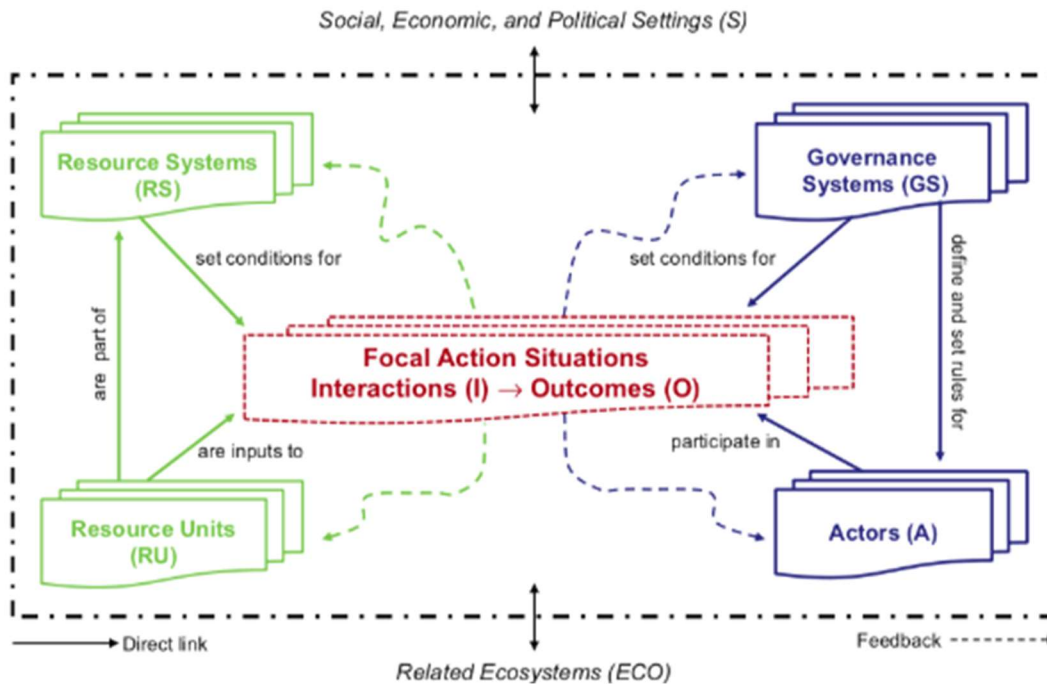 Social, Economic, and Political Settings (S)
Resource Systems
(RS)
Governance
Systems (GS)
set conditions for
set conditions for
define and set rules for
are part of
Focal Action Situations
Interactions (I) → Outcomes (O)
are inputs to
participate in
Resource Units
(RU)
Actors (A)
Direct link
Feedback
Related Ecosystems (ECO)